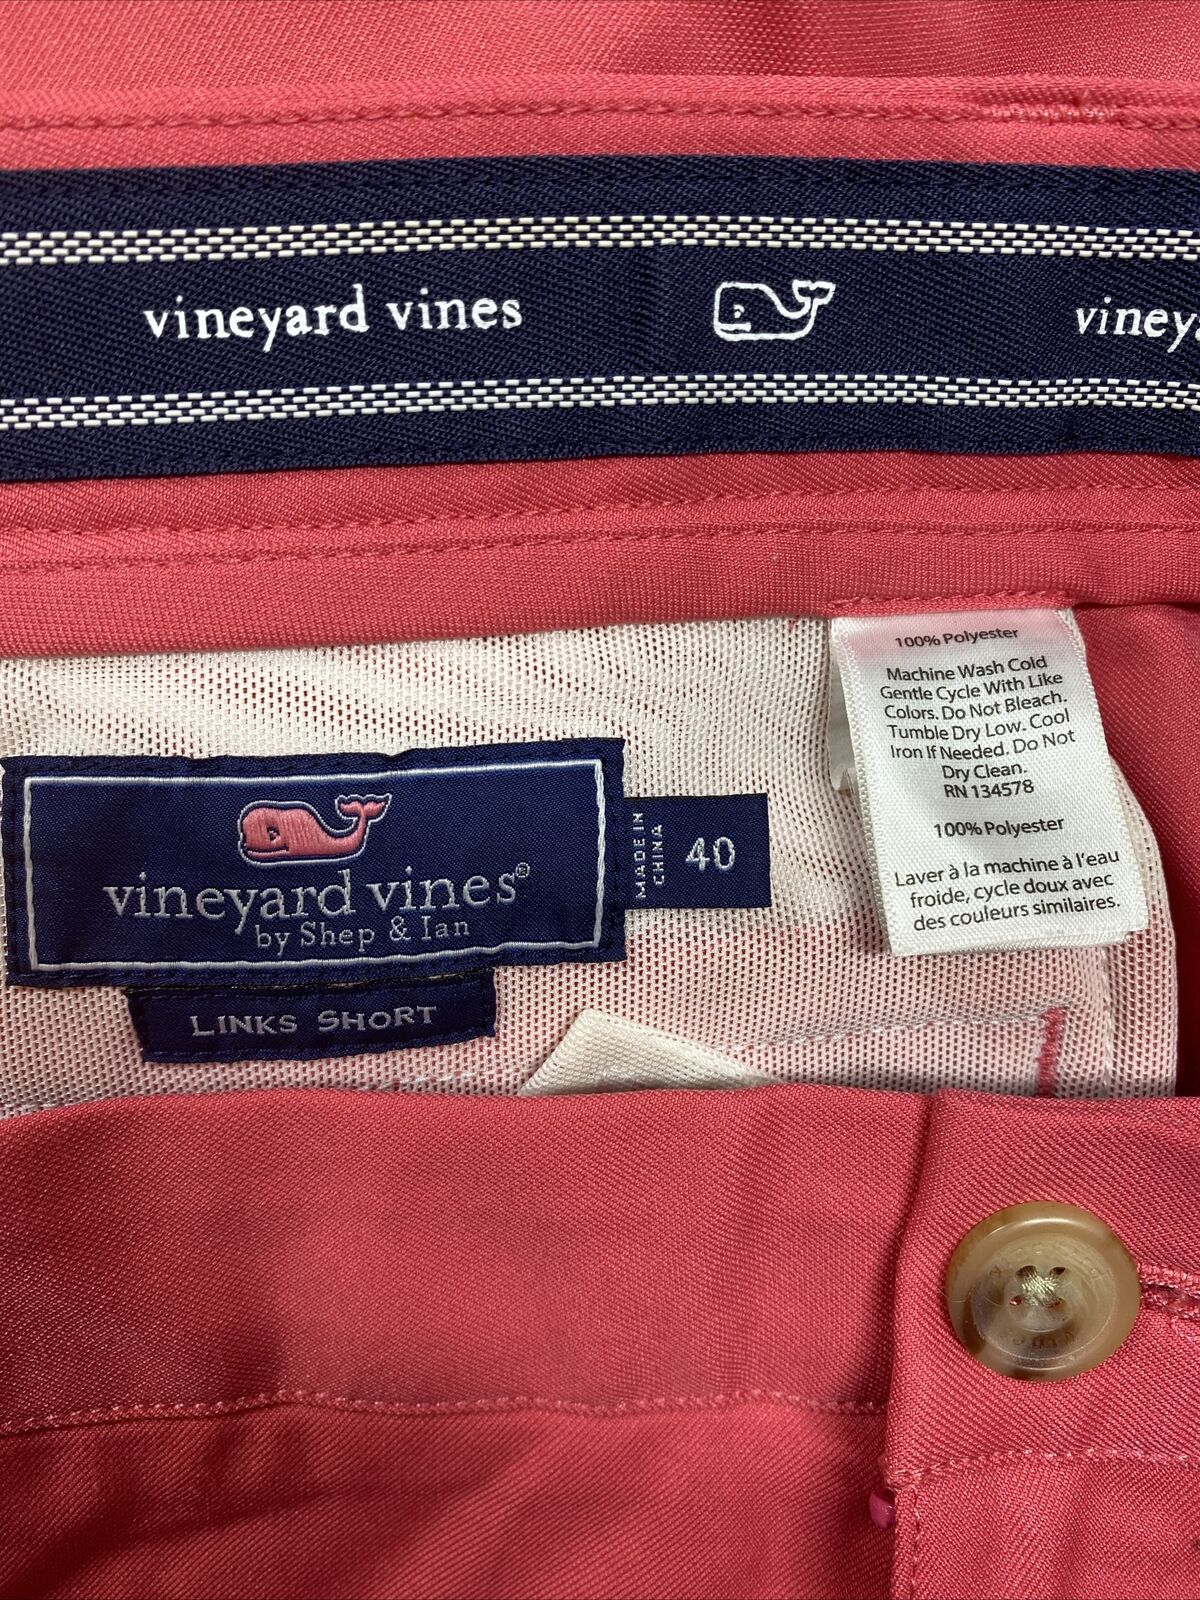 vineyard vines
viney
100% Polyester
Machine Wash Cold
Gentle Cycle With Like
Colors. Do Not Bleach.
Tumble Dry Low. Cool
Iron If Needed. Do Not
Dry Clean.
RN 134578
100% Polyester
Laver à la machine à l'eau
froide, cycle doux avec
des couleurs similaires.
vineyard vines®
by Shep & Ian
LINKS SHORT
MADE IN
CHINA
40